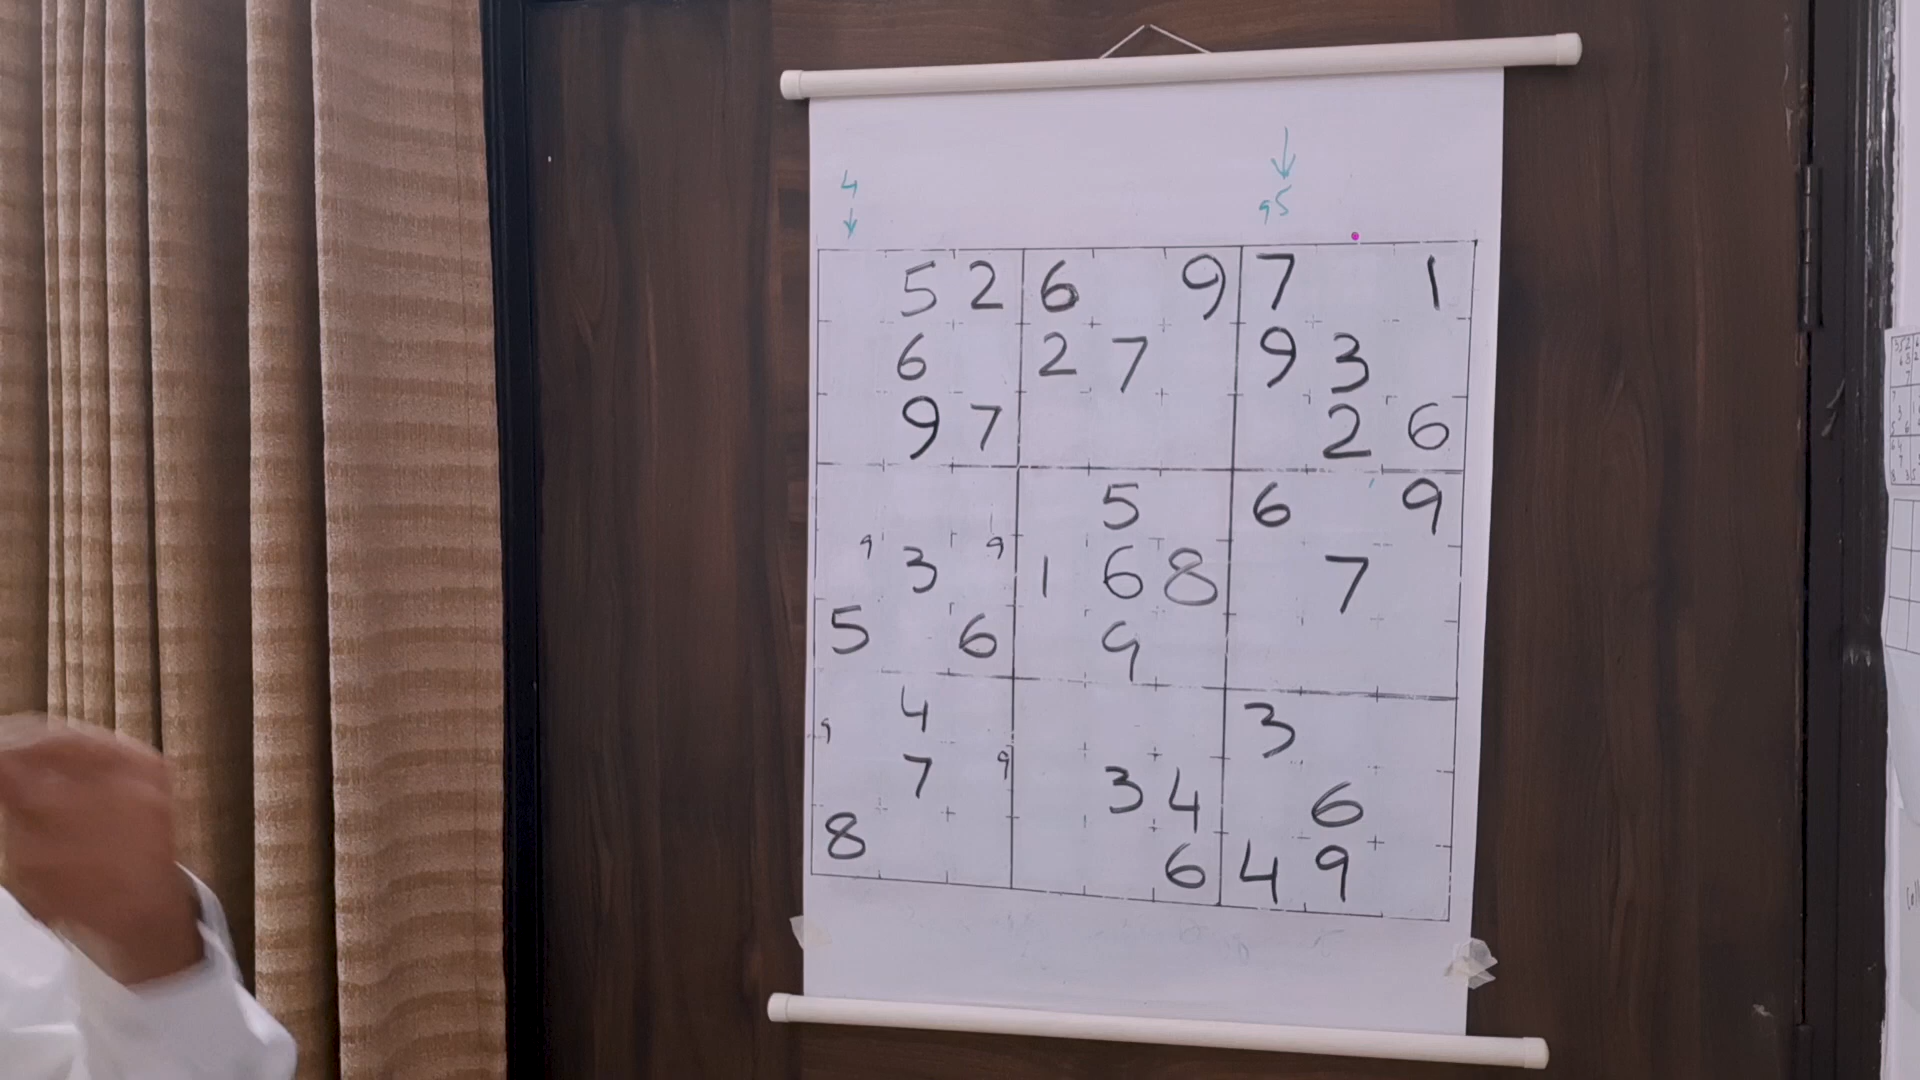 4
95
5 2 6 9 7 1
6 2 7 9 3
9 7 2 6
5 6 9
9 3 9 1 6 8 7
5 6 9
9 4 3
7 9 3 4 6
8 6 4 9